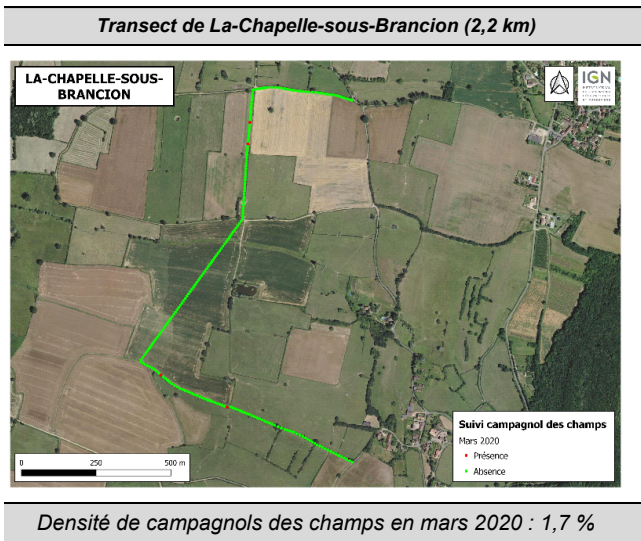 Transect de La-Chapelle-sous-Brancion (2,2 km)
LA-CHAPELLE-SOUS-
BRANCION
IGN
Suivi campagnol des champs
Mars 2020
Présence
Absence
0 250 500 m
Densité de campagnols des champs en mars 2020 : 1,7 %